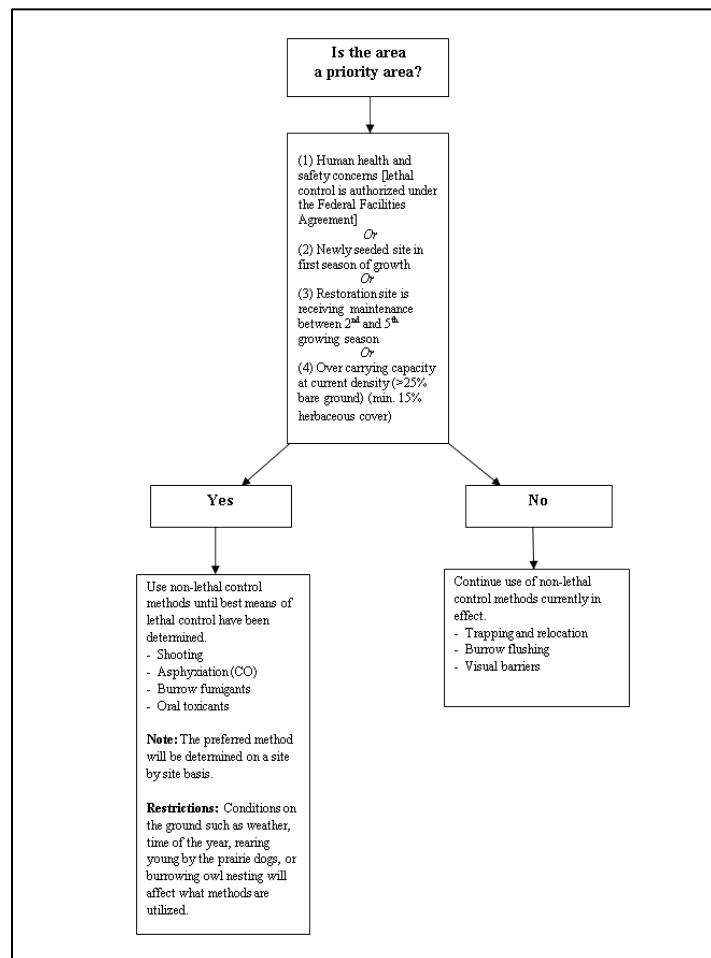 Is the area
a priority area?
(1) Human health and
safety concerns [lethal
control is authorized under
the Federal Facilities
Agreement]
Or
(2) Newly seeded site in
first season of growth
Or
(3) Restoration site is
receiving maintenance
between 2nd and 5th
growing season
Or
(4) Over carrying capacity
at current density (>25%
bare ground) (min. 15%
herbaceous cover)
Yes
No
Use non-lethal control
methods until best means of
lethal control have been
determined.
- Shooting
- Asphyxiation (CO)
- Burrow fumigants
- Oral toxicants
Note: The preferred method
will be determined on a site
by site basis.
Restrictions: Conditions on
the ground such as weather,
time of the year, rearing
young by the prairie dogs, or
burrowing owl nesting will
affect what methods are
utilized.
Continue use of non-lethal
control methods currently in
effect.
- Trapping and relocation
- Burrow flushing
- Visual barriers